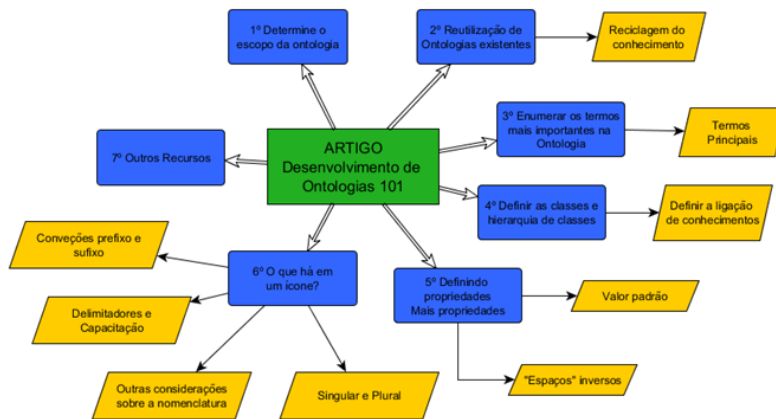 1º Determine o
escopo da ontologia
2º Reutilização de
Ontologias existentes
Reciclagem do
conhecimento
3º Enumerar os termos
mais importantes na
Ontologia
Termos
Principais
ARTIGO
Desenvolvimento de
Ontologias 101
7º Outros Recursos
4º Definir as classes e
hierarquia de classes
Definir a ligação
de conhecimentos
Conveções prefixo e
sufixo
6º O que há em
um ícone?
5º Definindo
propriedades
Mais propriedades
Valor padrão
Delimitadores e
Capacitação
Outras considerações
sobre a nomenclatura
Singular e Plural
"Espaços" inversos